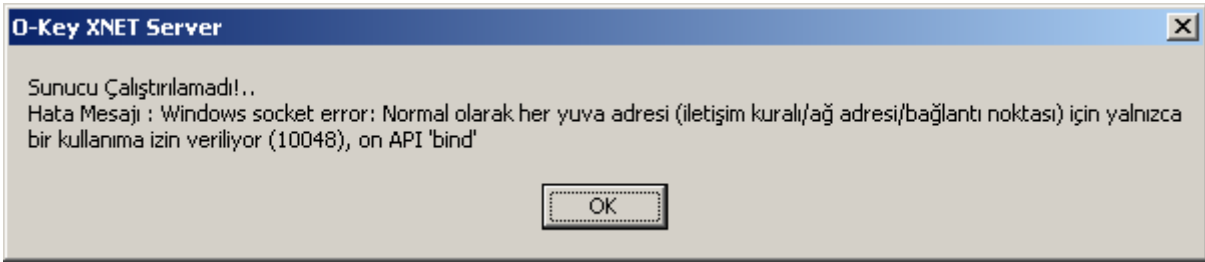 O-Key XNET Server
Sunucu Çalıştırılamadı!..
Hata Mesajı : Windows socket error: Normal olarak her yuva adresi (iletişim kuralı/ağ adresi/bağlantı noktası) için yalnızca
bir kullanıma izin veriliyor (10048), on API 'bind'
OK